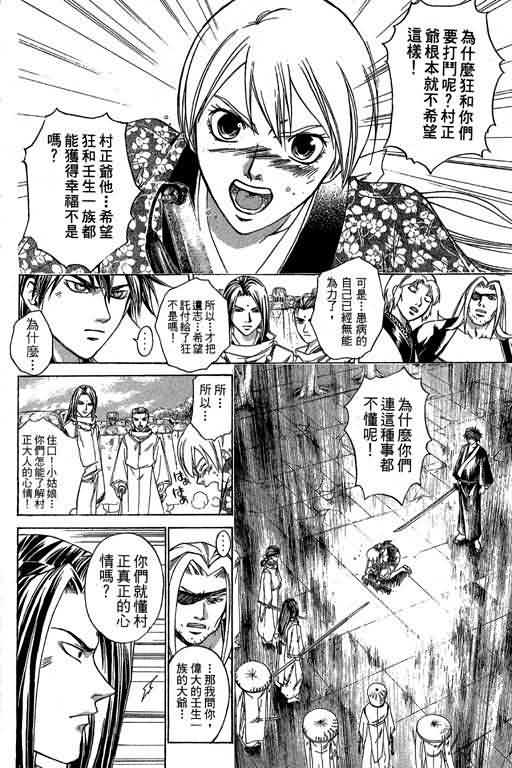 為什麼狂和你們
要打鬥呢？村正
爺根本就不希望
這樣！
村正爺他…希望
狂和壬生一族都
能獲得幸福不是
嗎？
可是…患病的
自己已經無能
為力了，
所以…才把
遺志…希望
託付給了狂
不是嗎！
…
為什麼…
為什麼你們
連這種事都
不懂呢！
所…
所以…
住口！小姑娘…
你們怎能了解村
正大人的心情！
はぁ
はぁ
…
…那我問你，
偉大的壬生一
族的大爺…
你們就懂村
正真正的心
情嗎？